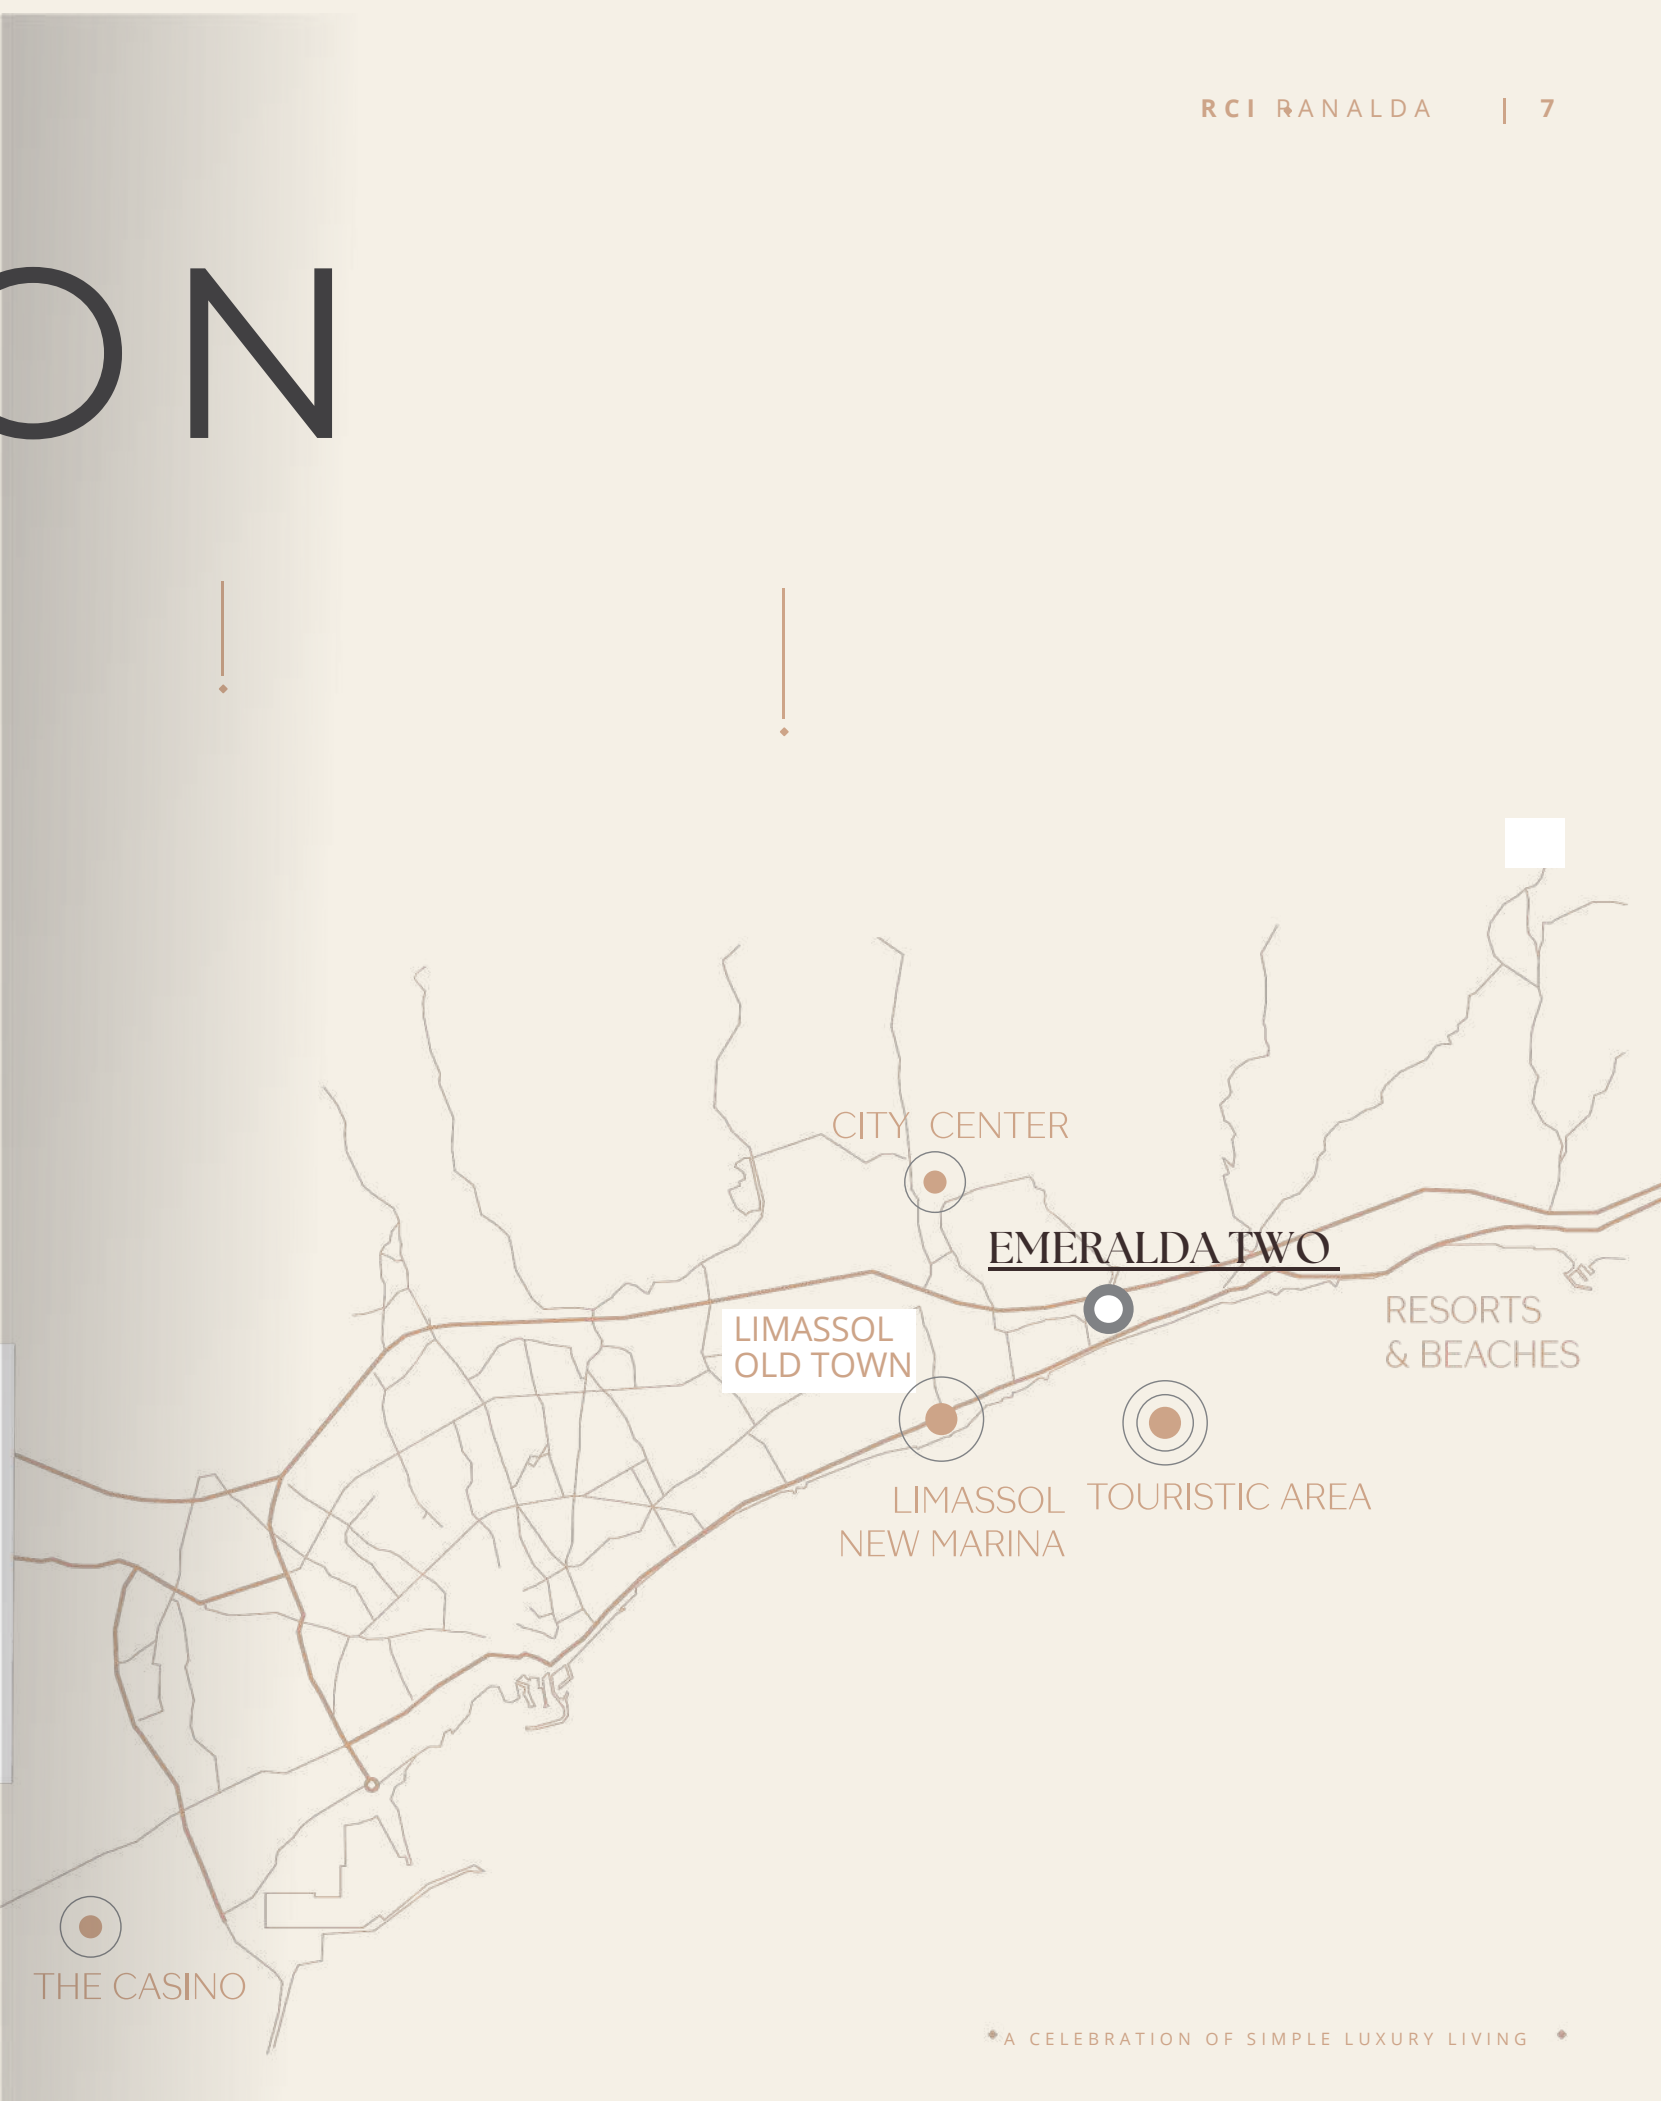 RCI RANALDA | 7
ON
CITY CENTER
EMERALDA TWO
LIMASSOL
OLD TOWN
RESORTS
& BEACHES
LIMASSOL
NEW MARINA
TOURISTIC AREA
THE CASINO
A CELEBRATION OF SIMPLE LUXURY LIVING